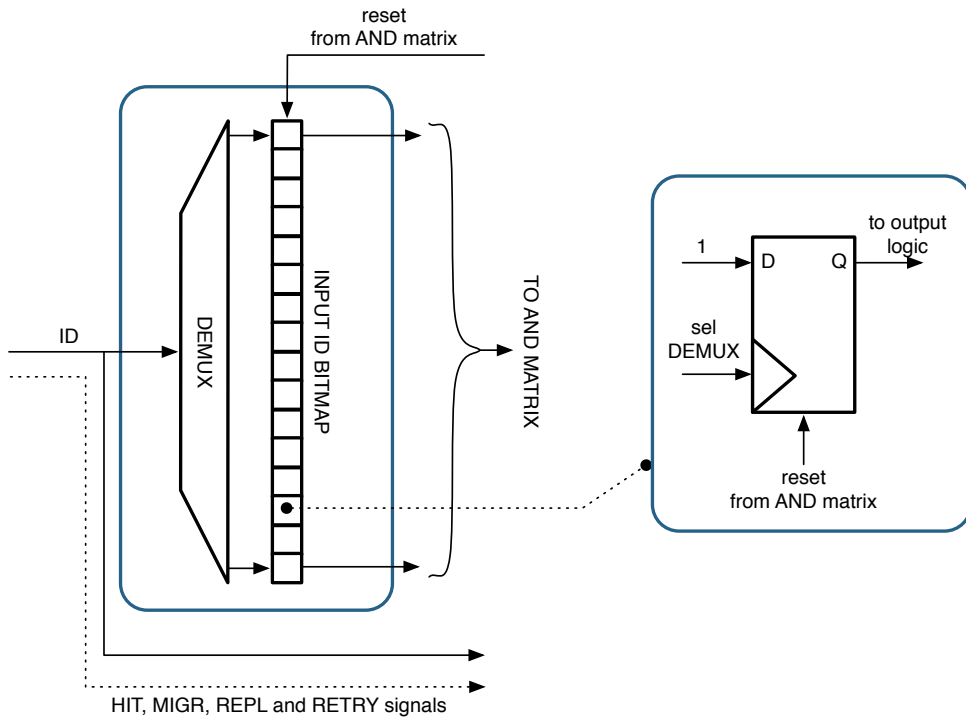 reset
from AND matrix
ID
DEMUX
INPUT ID BITMAP
TO AND MATRIX
HIT, MIGR, REPL and RETRY signals
to output
logic
1
D
Q
sel
DEMUX
reset
from AND matrix